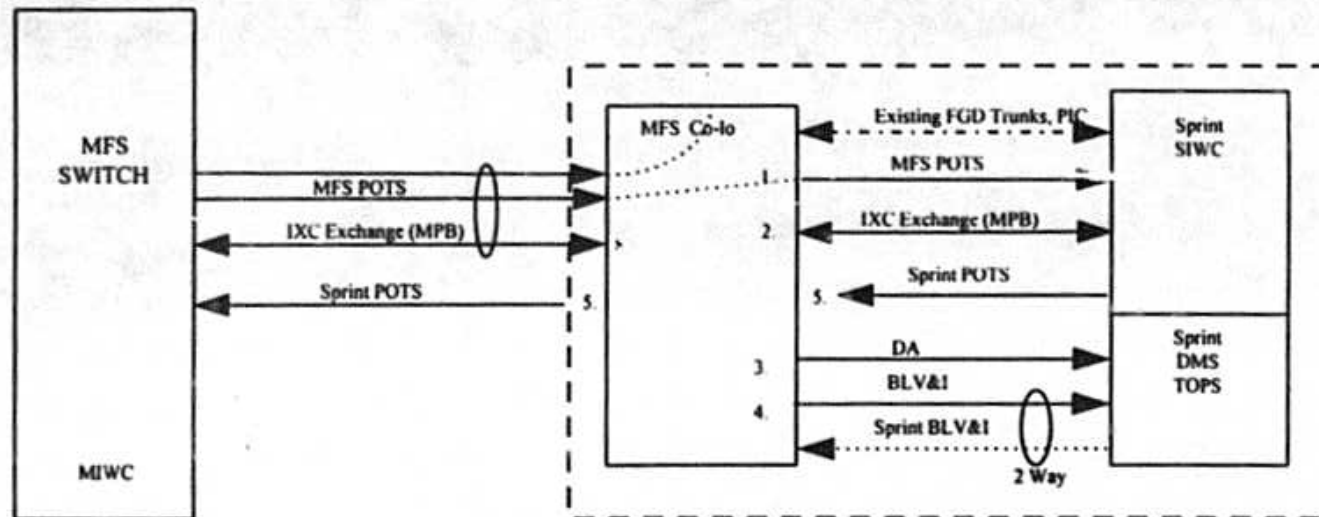 MFS
SWITCH
MIWC
MFS POTS
IXC Exchange (MPB)
Sprint POTS
5.
MFS Co-lo
1.
2.
5.
3.
4.
Existing FGD Trunks, PIC
MFS POTS
IXC Exchange (MPB)
Sprint POTS
DA
BLV&I
Sprint BLV&I
2 Way
Sprint
SIWC
Sprint
DMS
TOPS